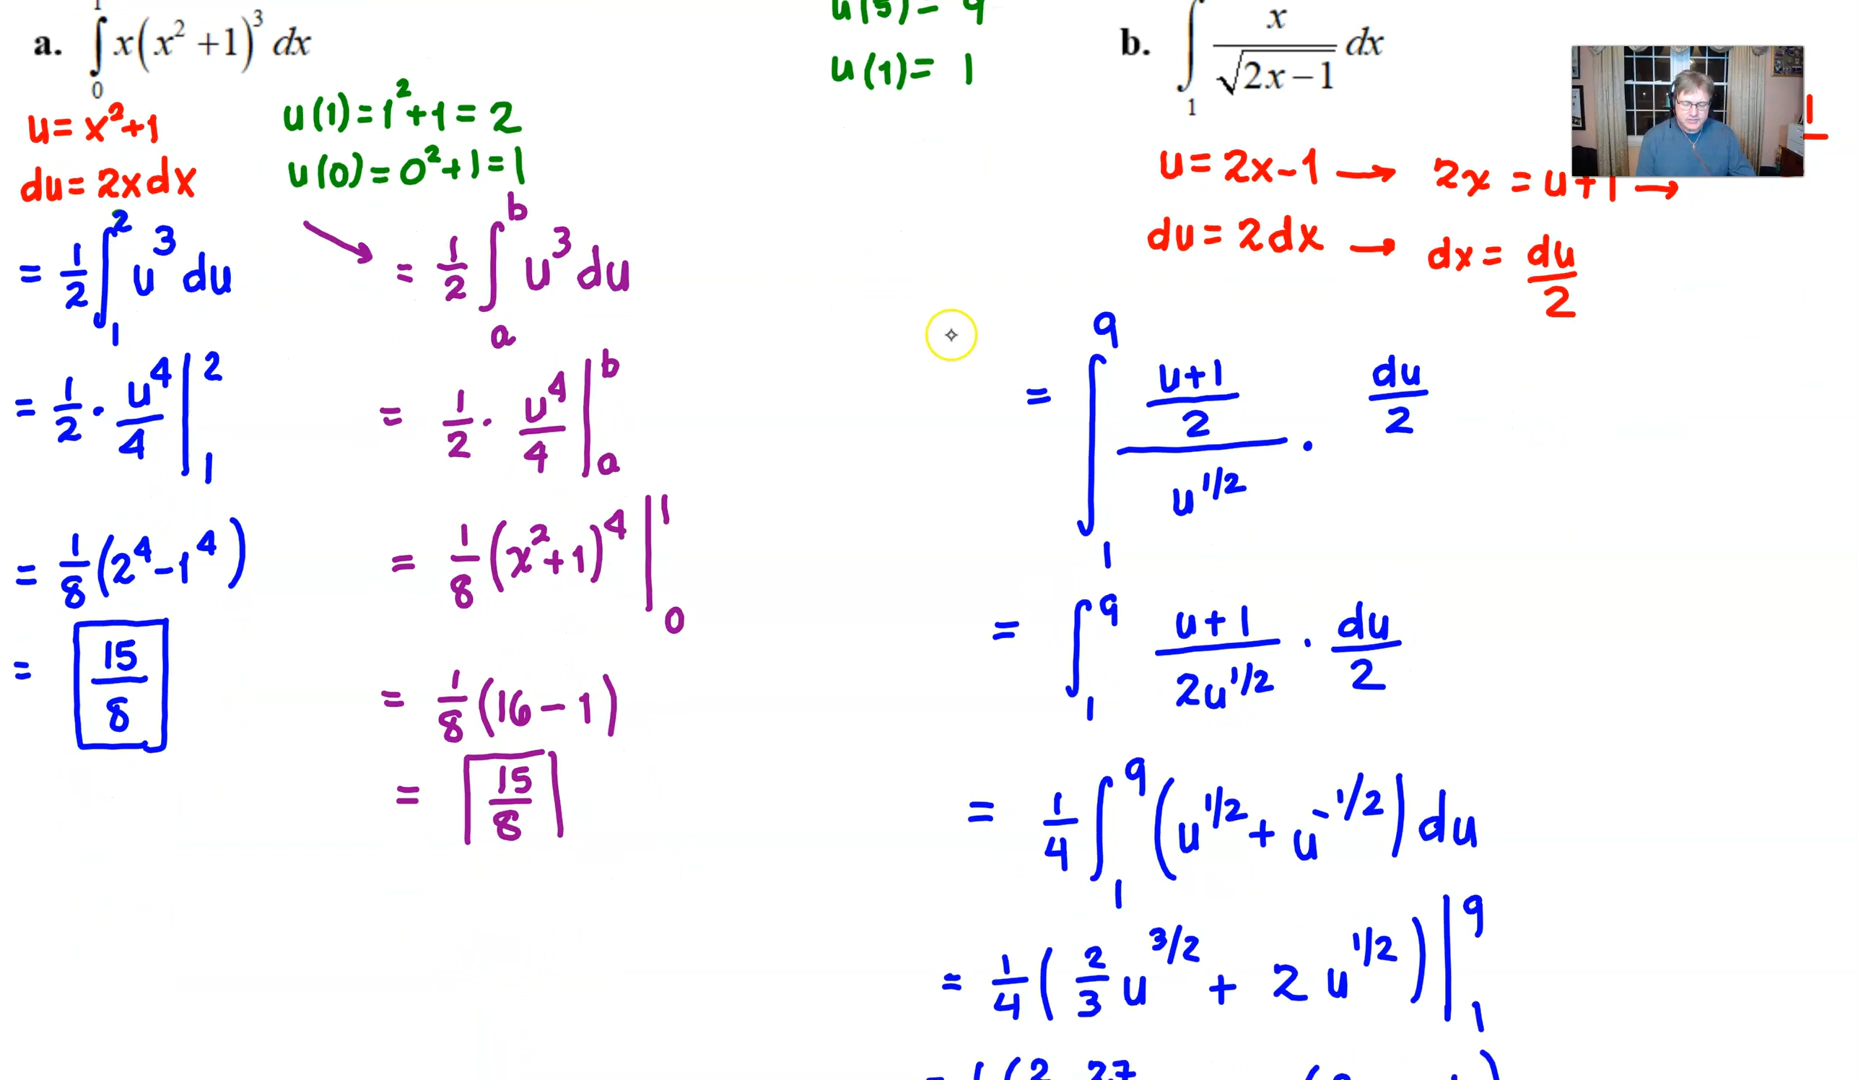 a. ∫₀¹ x(x² + 1)³ dx
u = x²+1
du = 2x dx
u(1) = 1²+1 = 2
u(0) = 0²+1 = 1
= 1/2 ∫₁² u³ du
= 1/2 · u⁴/4 |₁²
= 1/8 (2⁴ - 1⁴)
= 15/8
= 1/2 ∫ₐᵇ u³ du
= 1/2 · u⁴/4 |ₐᵇ
= 1/8 (x²+1)⁴ |₀¹
= 1/8 (16 - 1)
= 15/8
u(5) = 9
u(1) = 1
b. ∫₁ x/√(2x−1) dx
u = 2x-1 → 2x = u+1 →
du = 2dx → dx = du/2
= ∫₁⁹ ((u+1)/2)/u^(1/2) · du/2
= ∫₁⁹ (u+1)/(2u^(1/2)) · du/2
= 1/4 ∫₁⁹ (u^(1/2) + u^(-1/2)) du
= 1/4 (2/3 u^(3/2) + 2 u^(1/2)) |₁⁹